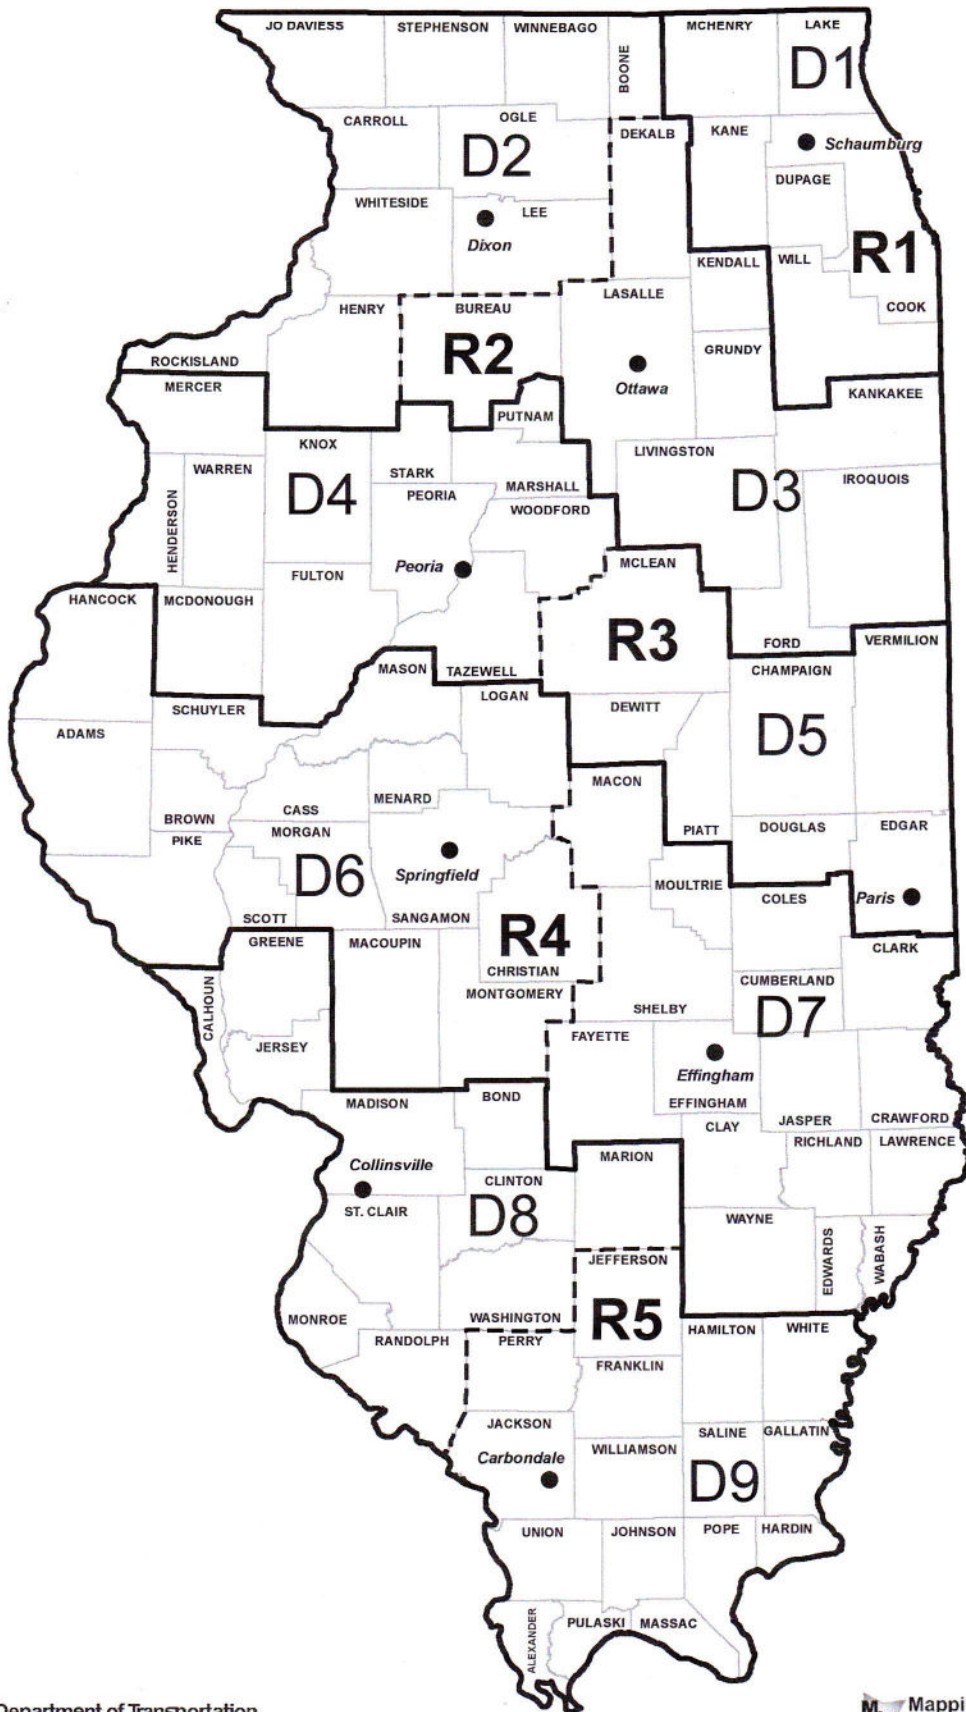 JO DAVIESS
STEPHENSON
WINNEBAGO
BOONE
MCHENRY
LAKE
D1
CARROLL
OGLE
D2
DEKALB
KANE
Schaumburg
DUPAGE
WHITESIDE
LEE
Dixon
R1
KENDALL
WILL
COOK
HENRY
BUREAU
LASALLE
R2
GRUNDY
ROCKISLAND
Ottawa
MERCER
KANKAKEE
PUTNAM
KNOX
LIVINGSTON
WARREN
STARK
D4
D3
IROQUOIS
PEORIA
MARSHALL
WOODFORD
HENDERSON
Peoria
MCLEAN
FULTON
HANCOCK
MCDONOUGH
R3
FORD
VERMILION
MASON
TAZEWELL
CHAMPAIGN
LOGAN
SCHUYLER
DEWITT
ADAMS
D5
MACON
MENARD
CASS
BROWN
MORGAN
PIKE
PIATT
DOUGLAS
EDGAR
Springfield
D6
MOULTRIE
COLES
Paris
SCOTT
SANGAMON
R4
GREENE
MACOUPIN
CLARK
CHRISTIAN
CUMBERLAND
MONTGOMERY
CALHOUN
SHELBY
D7
FAYETTE
JERSEY
Effingham
MADISON
BOND
EFFINGHAM
JASPER
CRAWFORD
CLAY
RICHLAND
LAWRENCE
MARION
Collinsville
CLINTON
ST. CLAIR
D8
WAYNE
EDWARDS
WABASH
JEFFERSON
MONROE
WASHINGTON
R5
HAMILTON
WHITE
RANDOLPH
PERRY
FRANKLIN
JACKSON
SALINE
GALLATIN
WILLIAMSON
Carbondale
D9
UNION
JOHNSON
POPE
HARDIN
ALEXANDER
PULASKI
MASSAC
Department of Transportation